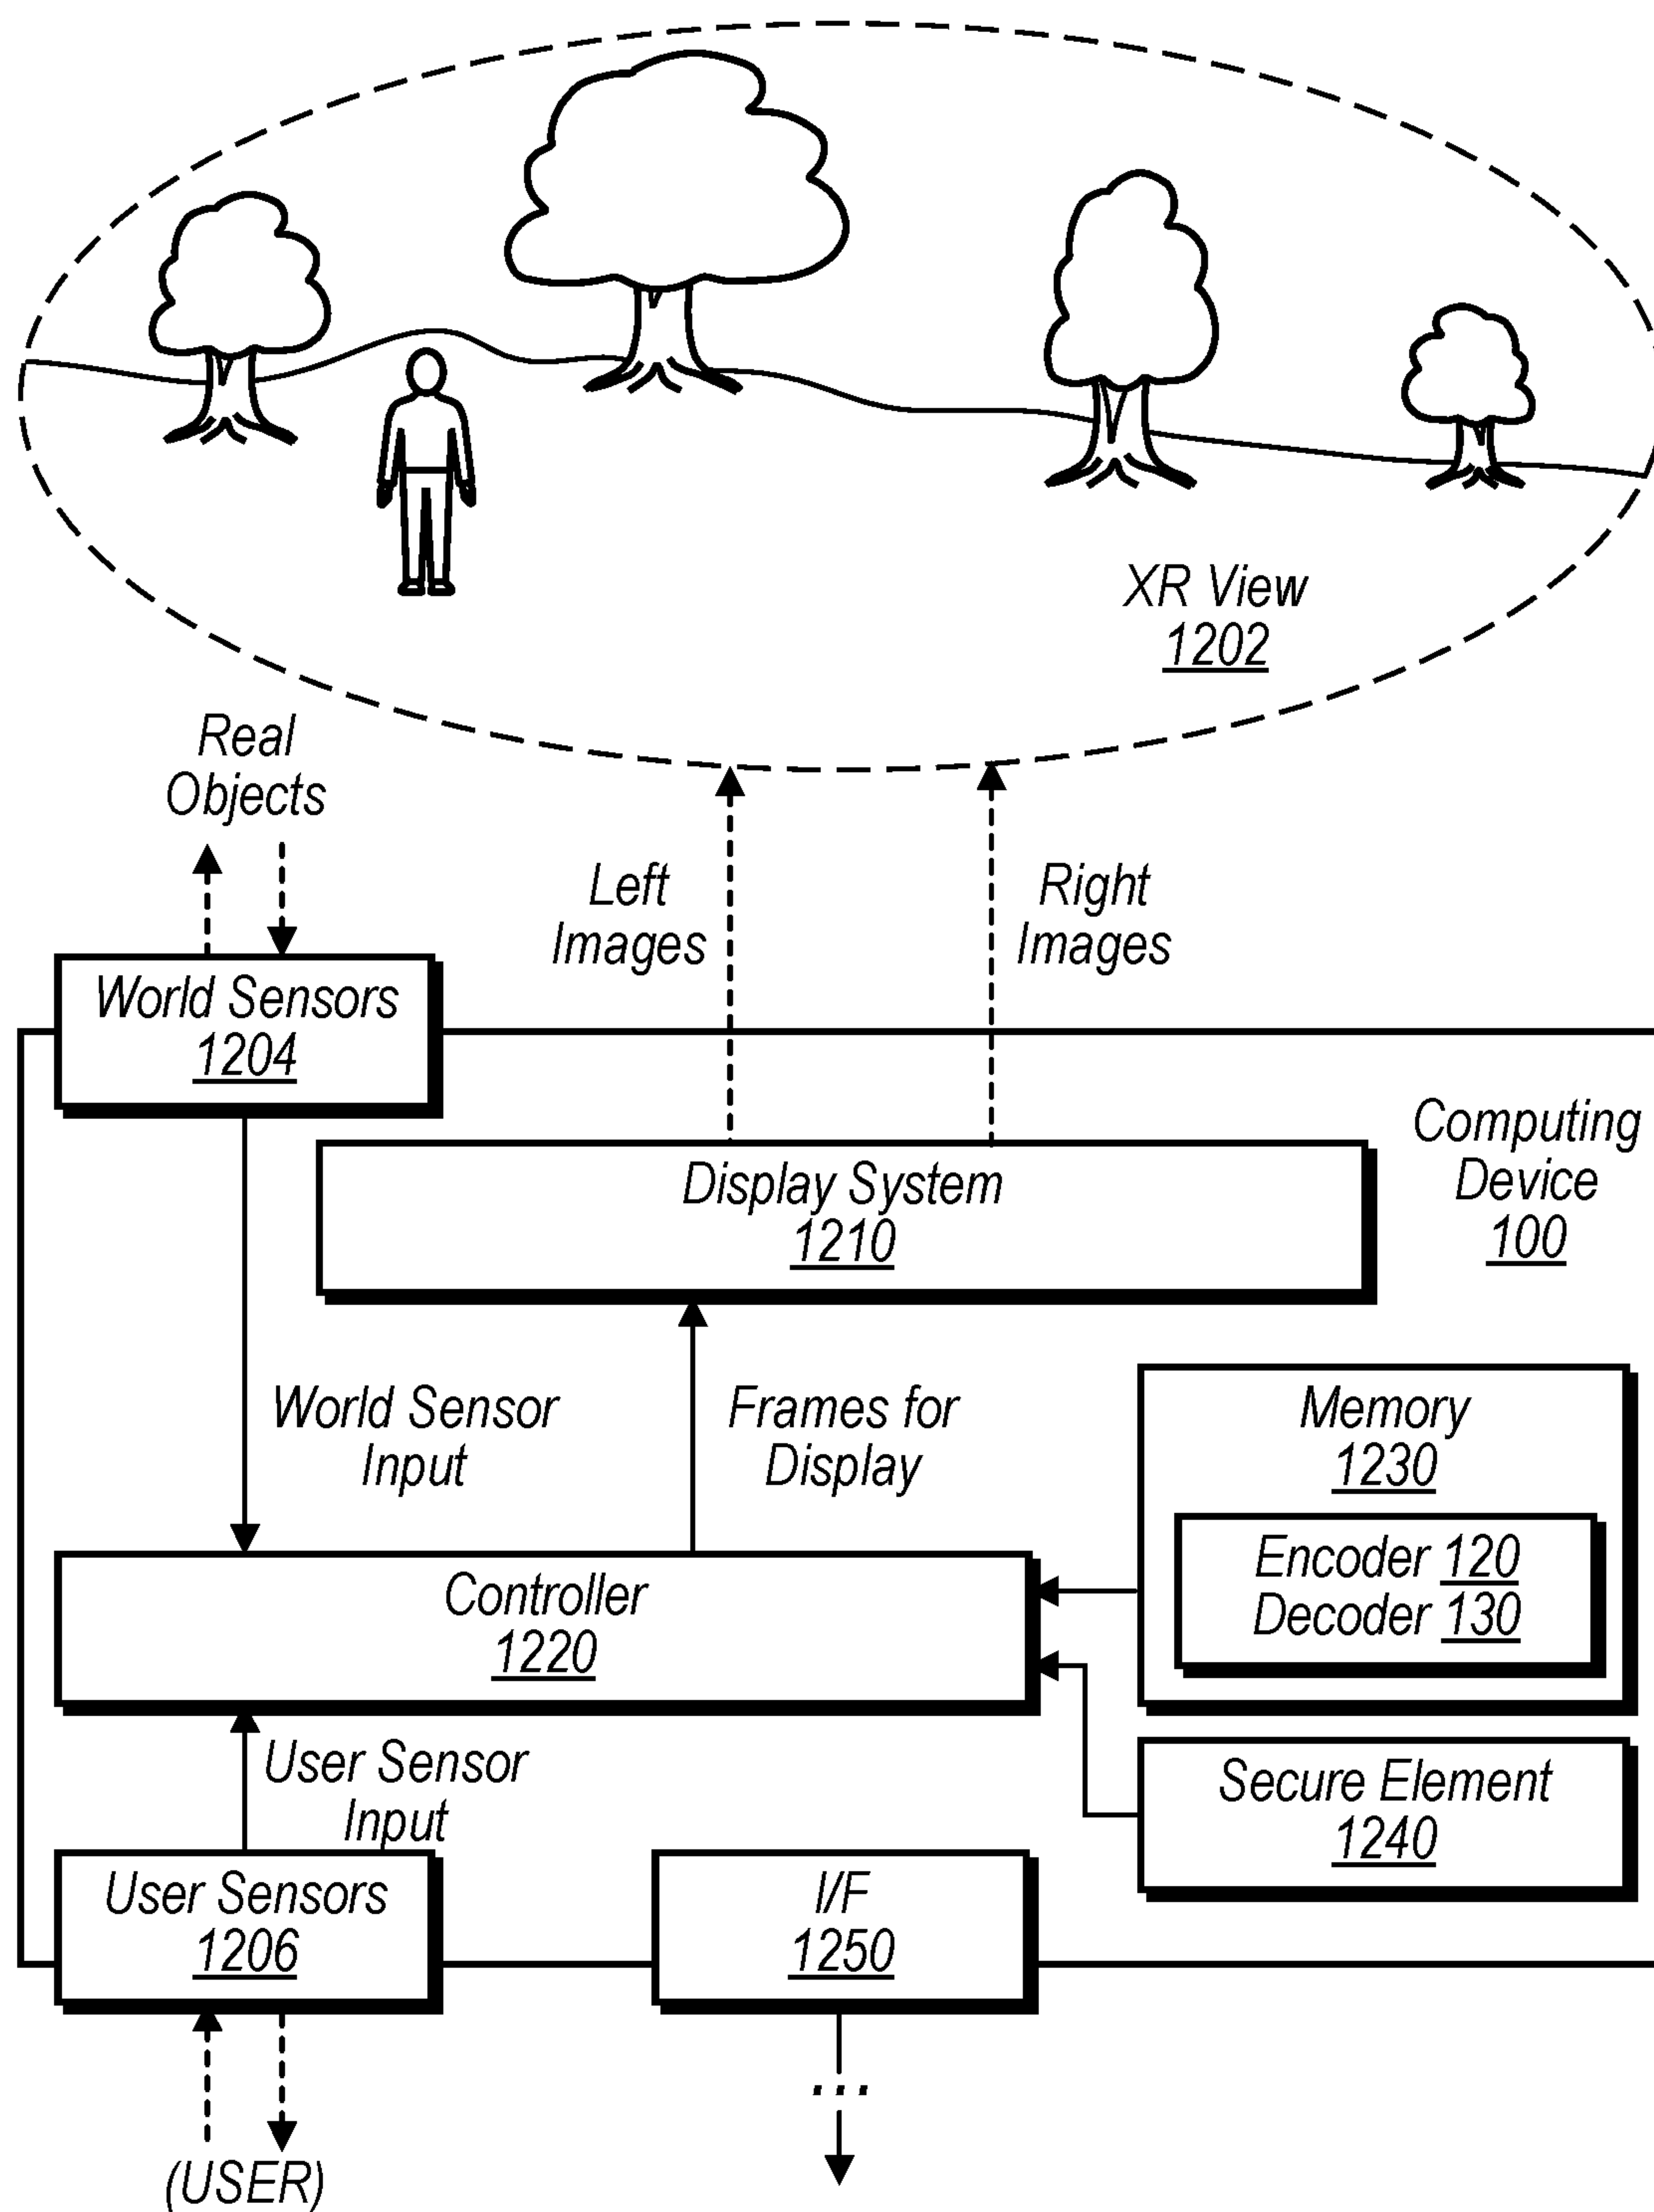 XR View
1202
Real
Objects
Left
Images
Right
Images
World Sensors
1204
Computing
Device
100
Display System
1210
World Sensor
Input
Frames for
Display
Memory
1230
Encoder 120
Decoder 130
Controller
1220
User Sensor
Input
Secure Element
1240
User Sensors
1206
I/F
1250
...
(USER)